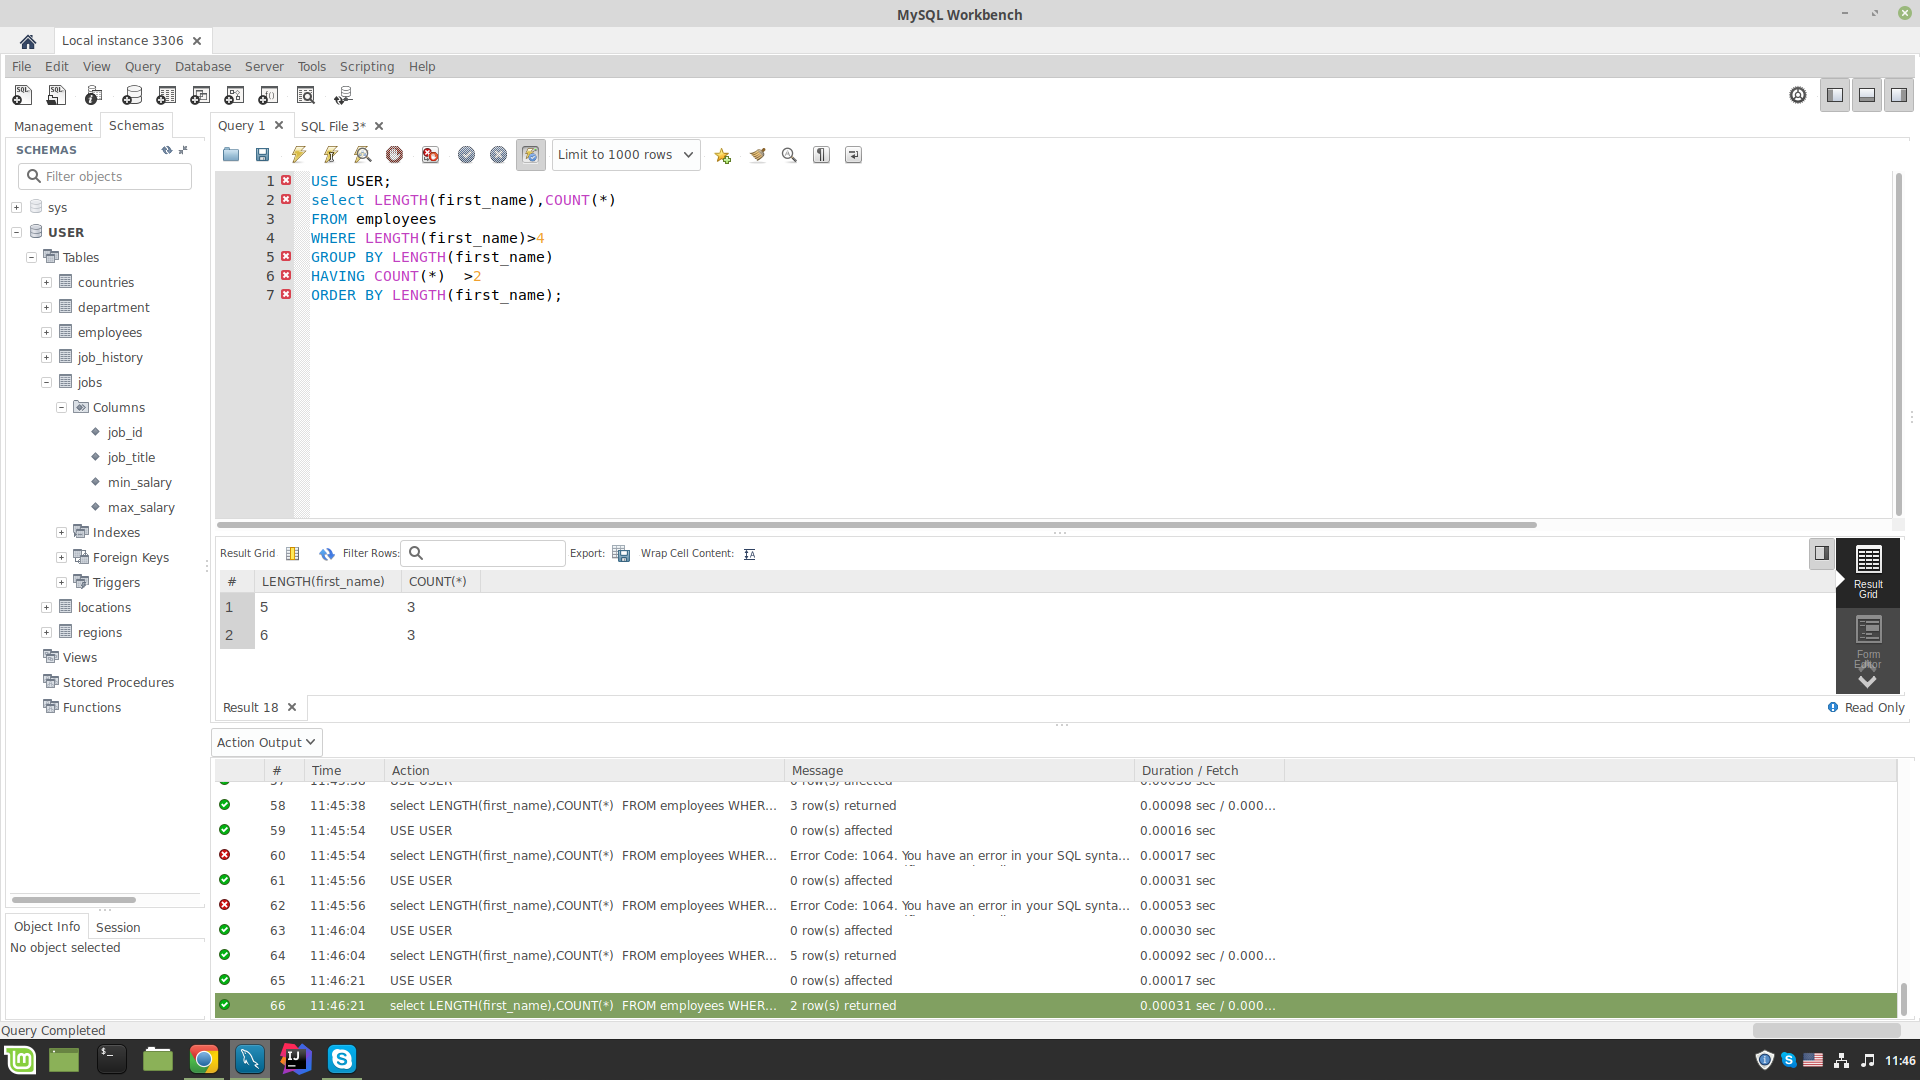 MySQL Workbench
Local instance 3306
File Edit View Query Database Server Tools Scripting Help
Management Schemas
Query 1 SQL File 3*
SCHEMAS
Filter objects
Limit to 1000 rows
sys
USER
Tables
countries
department
employees
job_history
jobs
Columns
job_id
job_title
min_salary
max_salary
Indexes
Foreign Keys
Triggers
locations
regions
Views
Stored Procedures
Functions
1 USE USER;
2 select LENGTH(first_name),COUNT(*)
3 FROM employees
4 WHERE LENGTH(first_name)>4
5 GROUP BY LENGTH(first_name)
6 HAVING COUNT(*)  >2
7 ORDER BY LENGTH(first_name);
Result Grid Filter Rows: Export: Wrap Cell Content:
# LENGTH(first_name) COUNT(*)
1 5 3
2 6 3
Result Grid
Form Editor
Result 18
Read Only
Action Output
# Time Action Message Duration / Fetch
58 11:45:38 select LENGTH(first_name),COUNT(*)  FROM employees WHER... 3 row(s) returned 0.00098 sec / 0.000...
59 11:45:54 USE USER 0 row(s) affected 0.00016 sec
60 11:45:54 select LENGTH(first_name),COUNT(*)  FROM employees WHER... Error Code: 1064. You have an error in your SQL synta... 0.00017 sec
61 11:45:56 USE USER 0 row(s) affected 0.00031 sec
62 11:45:56 select LENGTH(first_name),COUNT(*)  FROM employees WHER... Error Code: 1064. You have an error in your SQL synta... 0.00053 sec
63 11:46:04 USE USER 0 row(s) affected 0.00030 sec
64 11:46:04 select LENGTH(first_name),COUNT(*)  FROM employees WHER... 5 row(s) returned 0.00092 sec / 0.000...
65 11:46:21 USE USER 0 row(s) affected 0.00017 sec
66 11:46:21 select LENGTH(first_name),COUNT(*)  FROM employees WHER... 2 row(s) returned 0.00031 sec / 0.000...
Object Info Session
No object selected
Query Completed
11:46